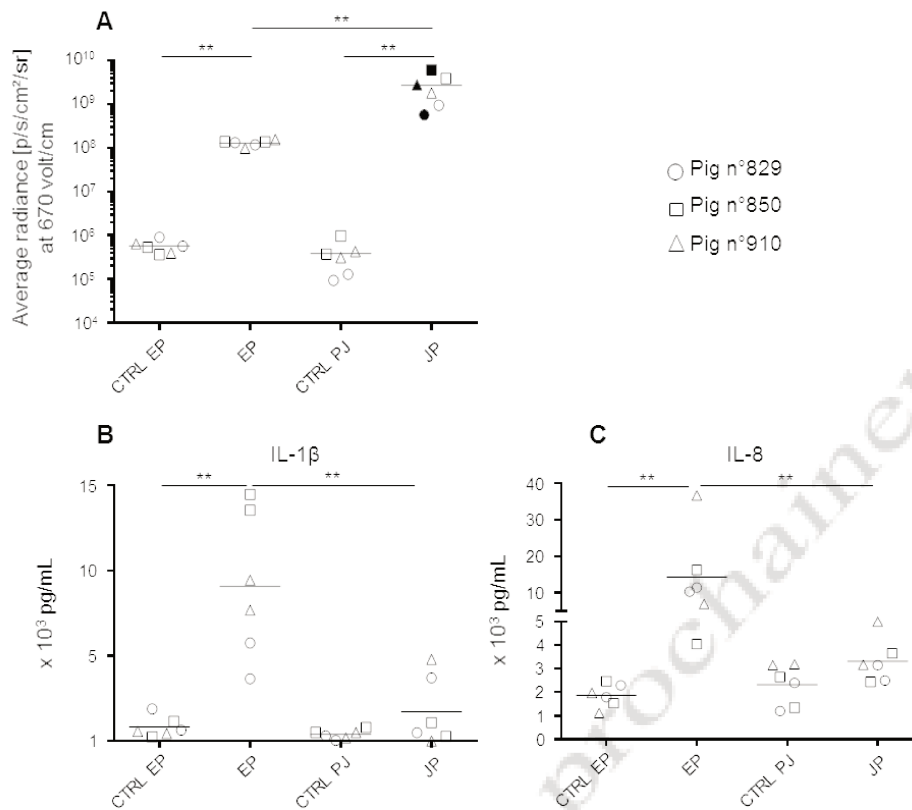 A
**
** **
Average radiance [p/s/cm²/sr]
at 670 volt/cm
10¹⁰
10⁹
10⁸
10⁷
10⁶
10⁵
10⁴
CTRL EP EP CTRL PJ JP
Pig n°829
Pig n°850
Pig n°910
B
IL-1β
** **
x 10³ pg/mL
15
10
5
1
CTRL EP EP CTRL PJ JP
C
IL-8
** **
x 10³ pg/mL
40
30
20
10
5
4
3
2
1
0
CTRL EP EP CTRL PJ JP
prochainement